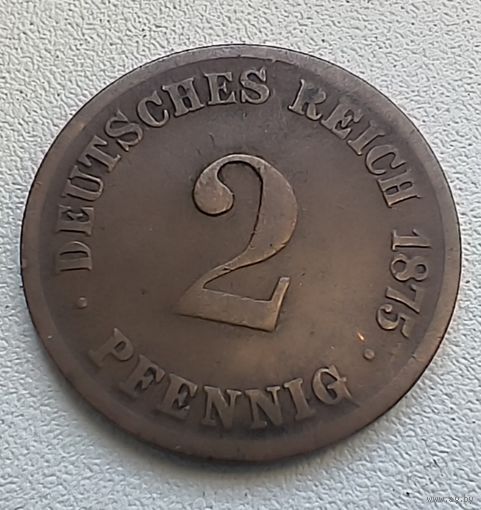 DEUTSCHES REICH 1875
2
PFENNIG